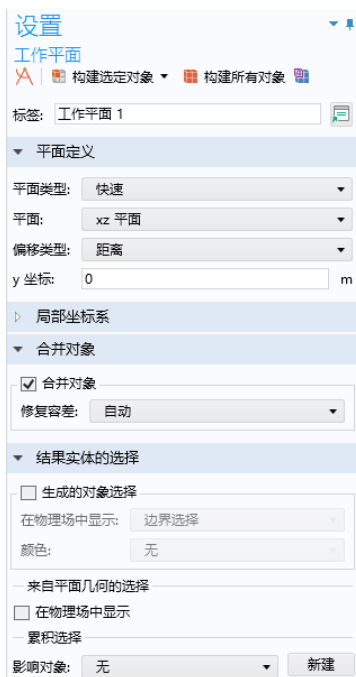 设置
工作平面
构建选定对象 构建所有对象
标签: 工作平面 1
平面定义
平面类型: 快速
平面: xz 平面
偏移类型: 距离
y 坐标: 0 m
局部坐标系
合并对象
合并对象
修复容差: 自动
结果实体的选择
生成的对象选择
在物理场中显示: 边界选择
颜色: 无
来自平面几何的选择
在物理场中显示
累积选择
影响对象: 无 新建